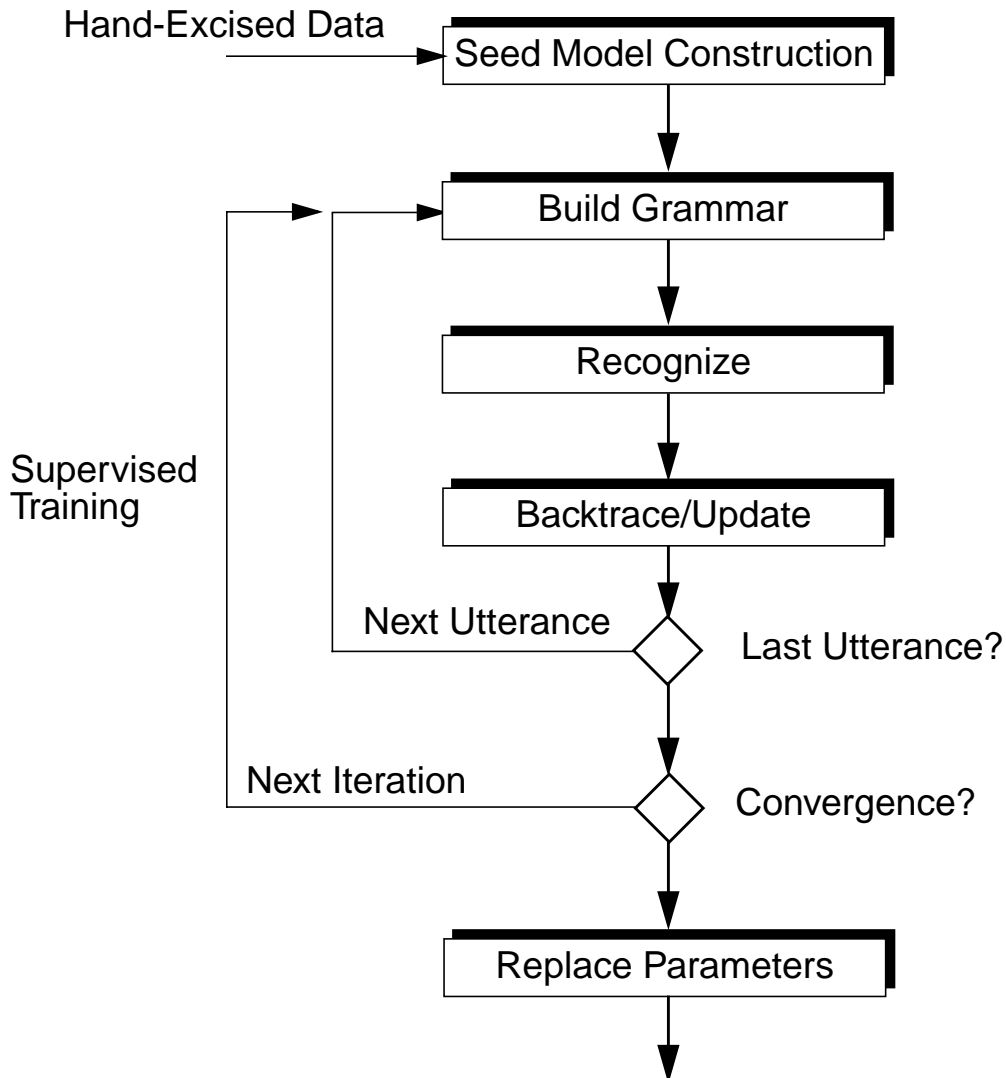 Hand-Excised Data
Seed Model Construction
Build Grammar
Recognize
Supervised
Training
Backtrace/Update
Next Utterance
Last Utterance?
Next Iteration
Convergence?
Replace Parameters